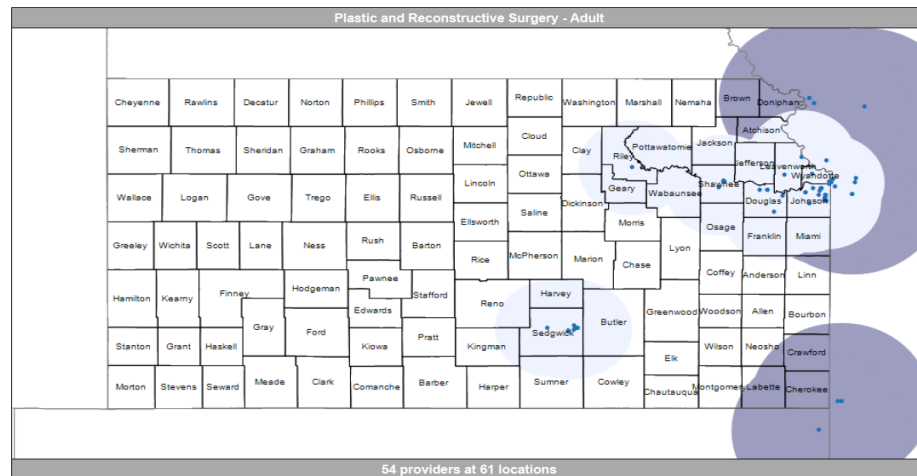 Plastic and Reconstructive Surgery - Adult
Cheyenne Rawlins Decatur Norton Phillips Smith Jewell Republic Washington Marshall Nemaha Brown Doniphan
Sherman Thomas Sheridan Graham Rooks Osborne Mitchell Cloud Clay Riley Pottawatomie Jackson Atchison
Jefferson Leavenworth Wyandotte
Wallace Logan Gove Trego Ellis Russell Lincoln Ottawa Dickinson Geary Wabaunsee Shawnee Douglas Johnson
Ellsworth Saline Morris Osage Franklin Miami
Greeley Wichita Scott Lane Ness Rush Barton Rice McPherson Marion Chase Lyon Coffey Anderson Linn
Pawnee
Hamilton Kearny Finney Hodgeman Edwards Stafford Reno Harvey Butler Greenwood Woodson Allen Bourbon
Gray Ford
Stanton Grant Haskell Kiowa Pratt Kingman Sedgwick Elk Wilson Neosho Crawford
Morton Stevens Seward Meade Clark Comanche Barber Harper Sumner Cowley Chautauqua Montgomery Labette Cherokee
54 providers at 61 locations